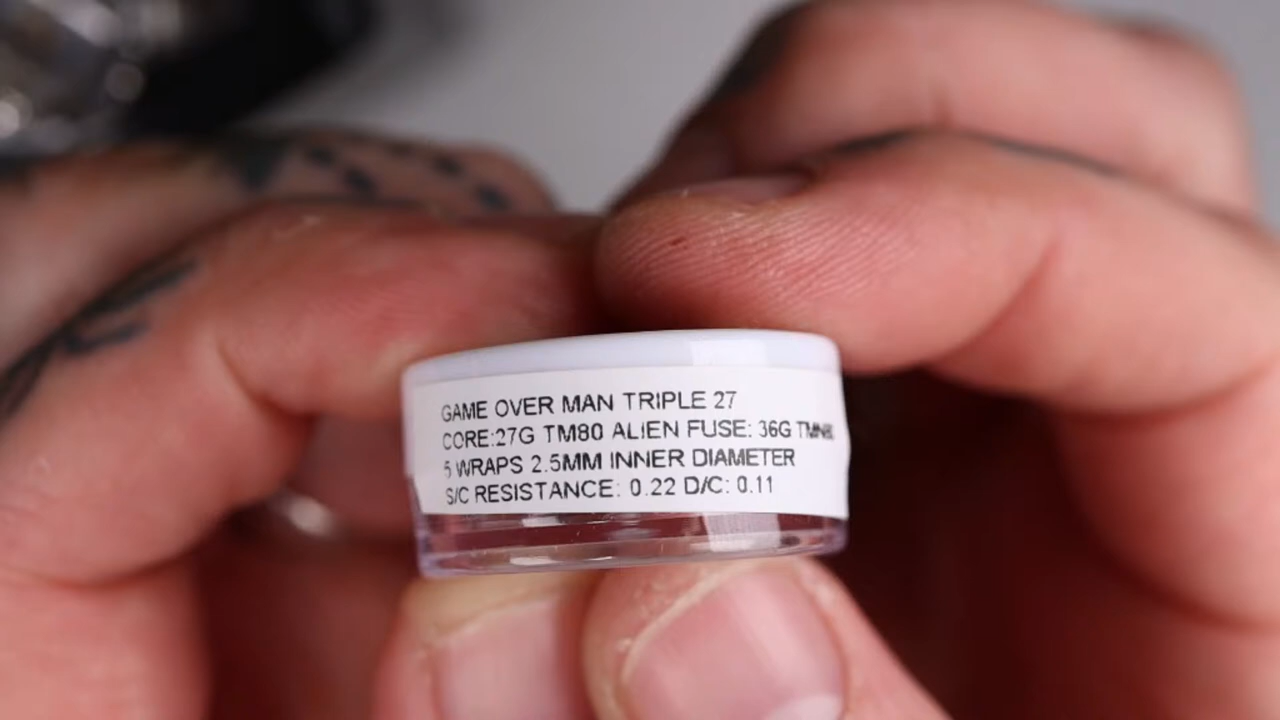 GAME OVER MAN TRIPLE 27
CORE:27G TM80 ALIEN FUSE: 36G
5 WRAPS 2.5MM INNER DIAMETER
S/C RESISTANCE: 0.22 D/C: 0.11